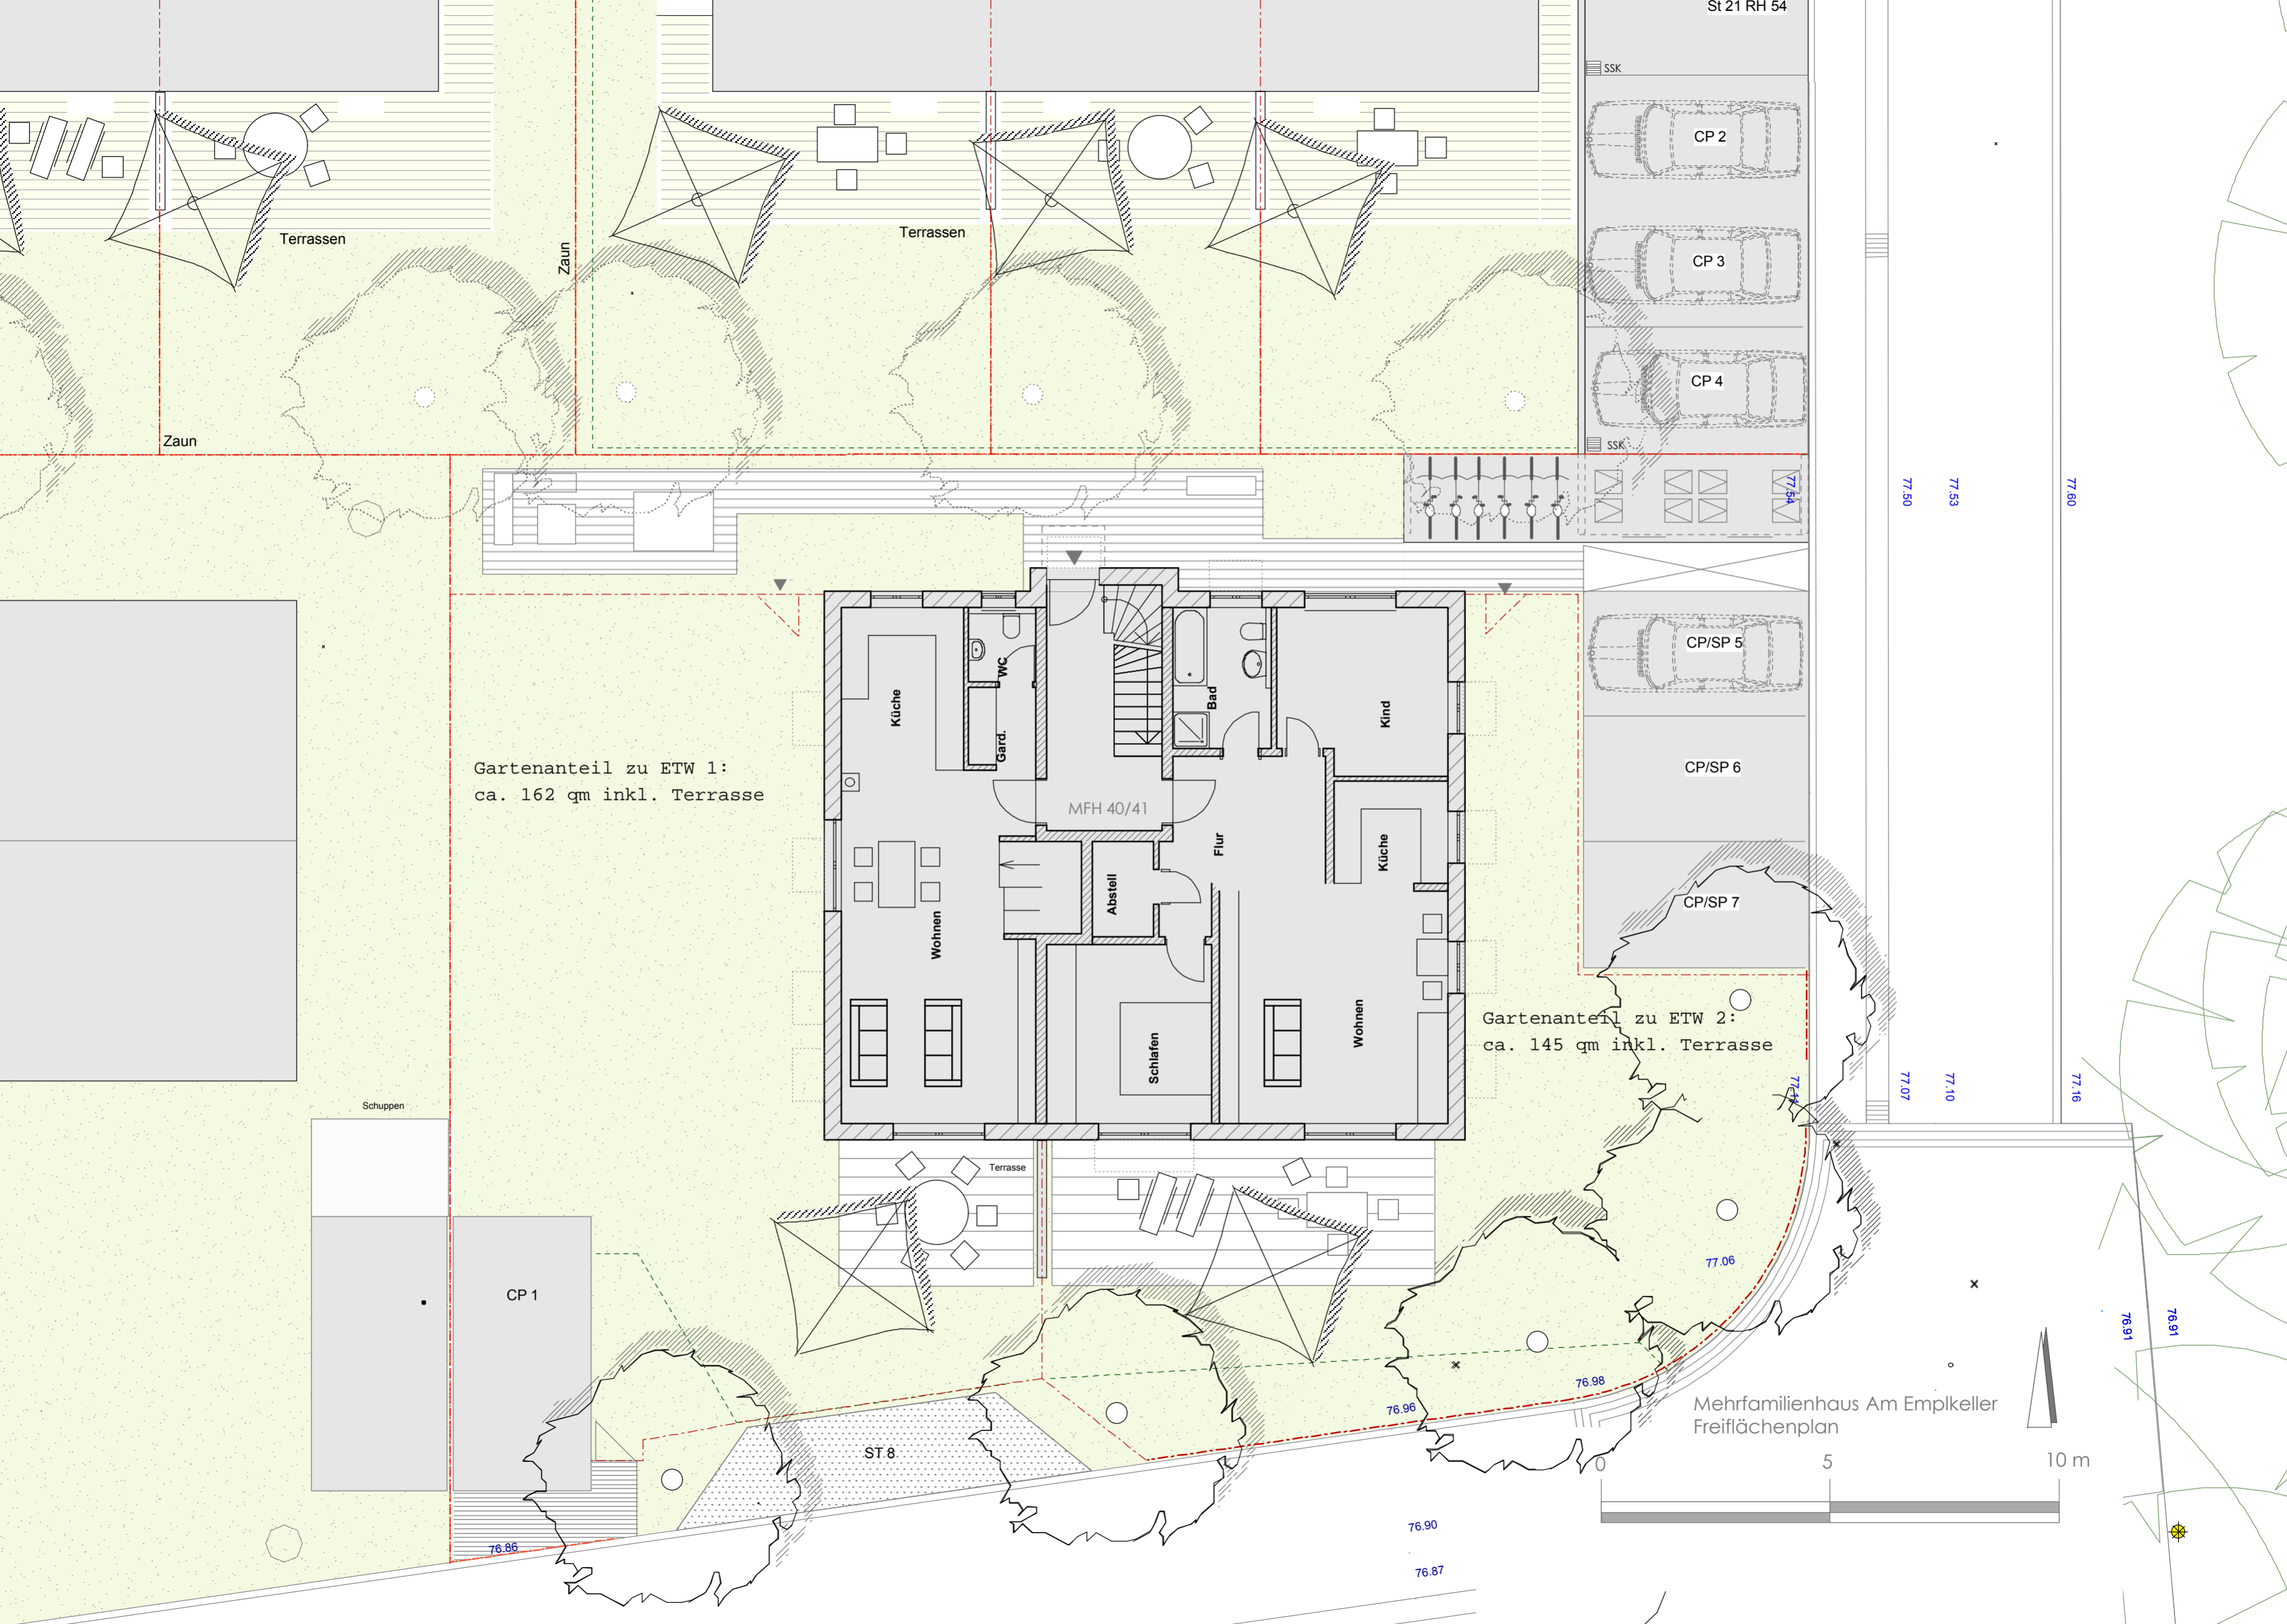 St 21 RH 54
SSK
CP 2
CP 3
CP 4
SSK
Terrassen
Terrassen
Zaun
Zaun
77.54
77.50
77.53
77.60
CP/SP 5
CP/SP 6
CP/SP 7
Küche
WC
Gard.
Bad
Kind
MFH 40/41
Flur
Küche
Abstell
Wohnen
Schlafen
Wohnen
Gartenanteil zu ETW 1:
ca. 162 qm inkl. Terrasse
Gartenanteil zu ETW 2:
ca. 145 qm inkl. Terrasse
77.07
77.10
77.16
Schuppen
Terrasse
CP 1
77.06
76.91
76.91
76.98
76.96
ST 8
Mehrfamilienhaus Am Emplkeller
Freiflächenplan
0
5
10 m
76.90
76.87
76.86